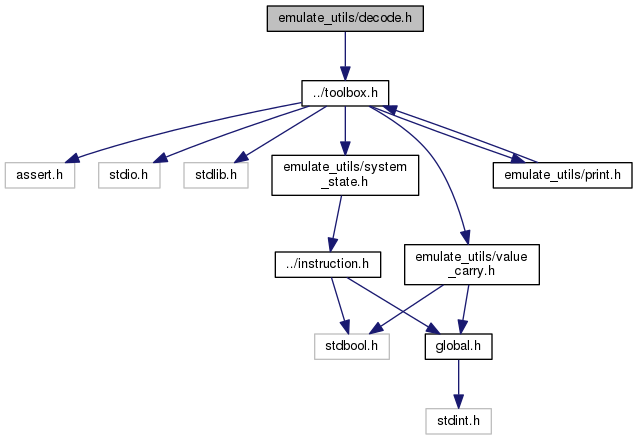 emulate_utils/decode.h
../toolbox.h
assert.h
stdio.h
stdlib.h
emulate_utils/system
_state.h
emulate_utils/print.h
../instruction.h
emulate_utils/value
_carry.h
stdbool.h
global.h
stdint.h